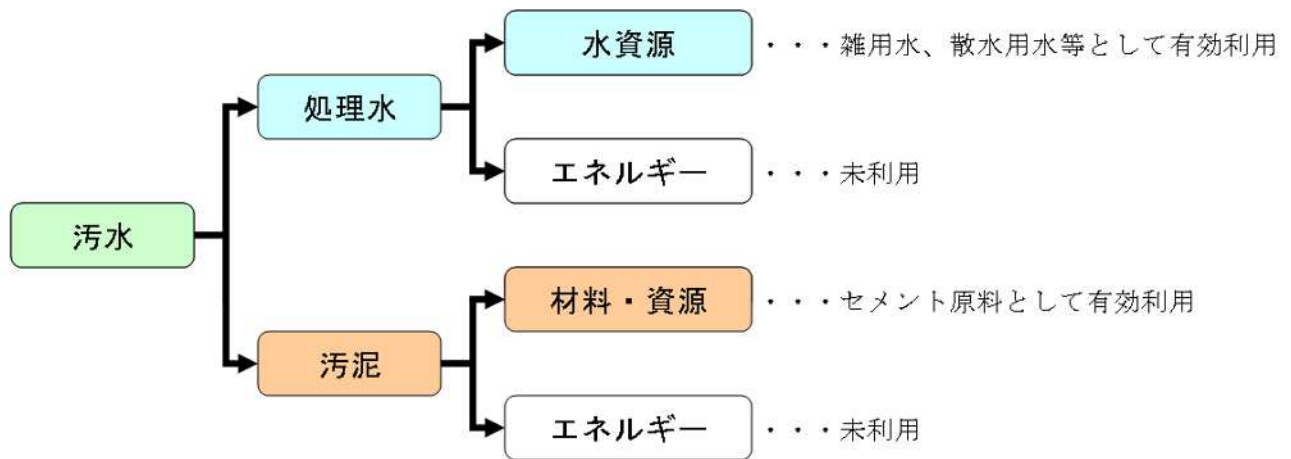 水資源 ・・・雑用水、散水用水等として有効利用
処理水
エネルギー ・・・未利用
汚水
材料・資源 ・・・セメント原料として有効利用
汚泥
エネルギー ・・・未利用